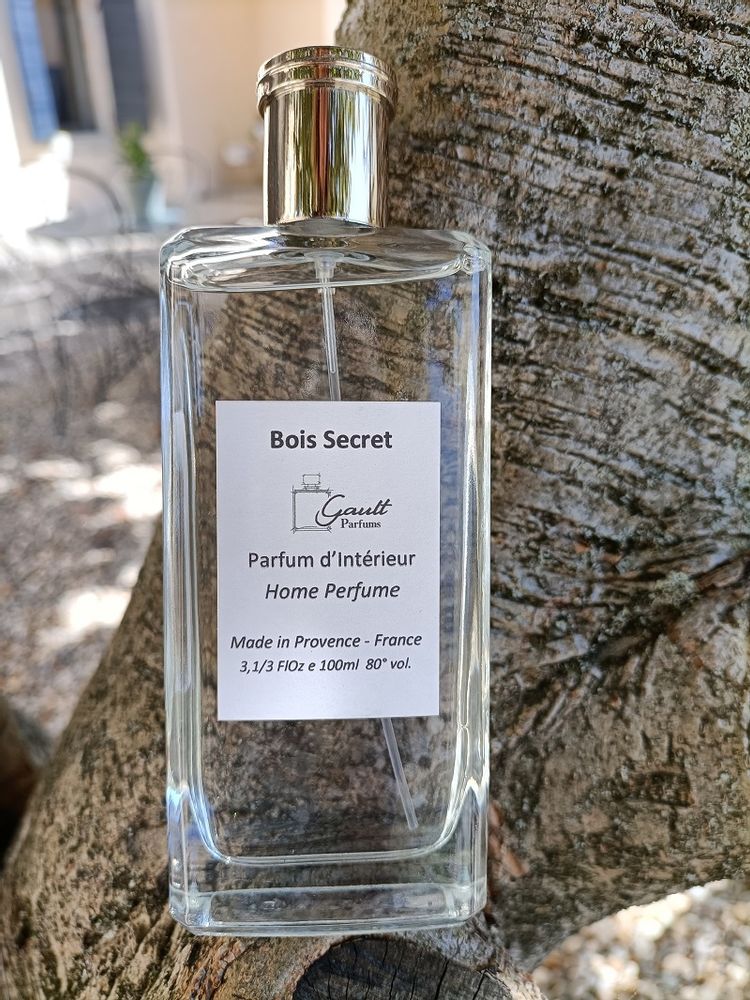 Bois Secret
Gault
Parfums
Parfum d'Intérieur
Home Perfume
Made in Provence - France
3,1/3 FlOz e 100ml 80° vol.